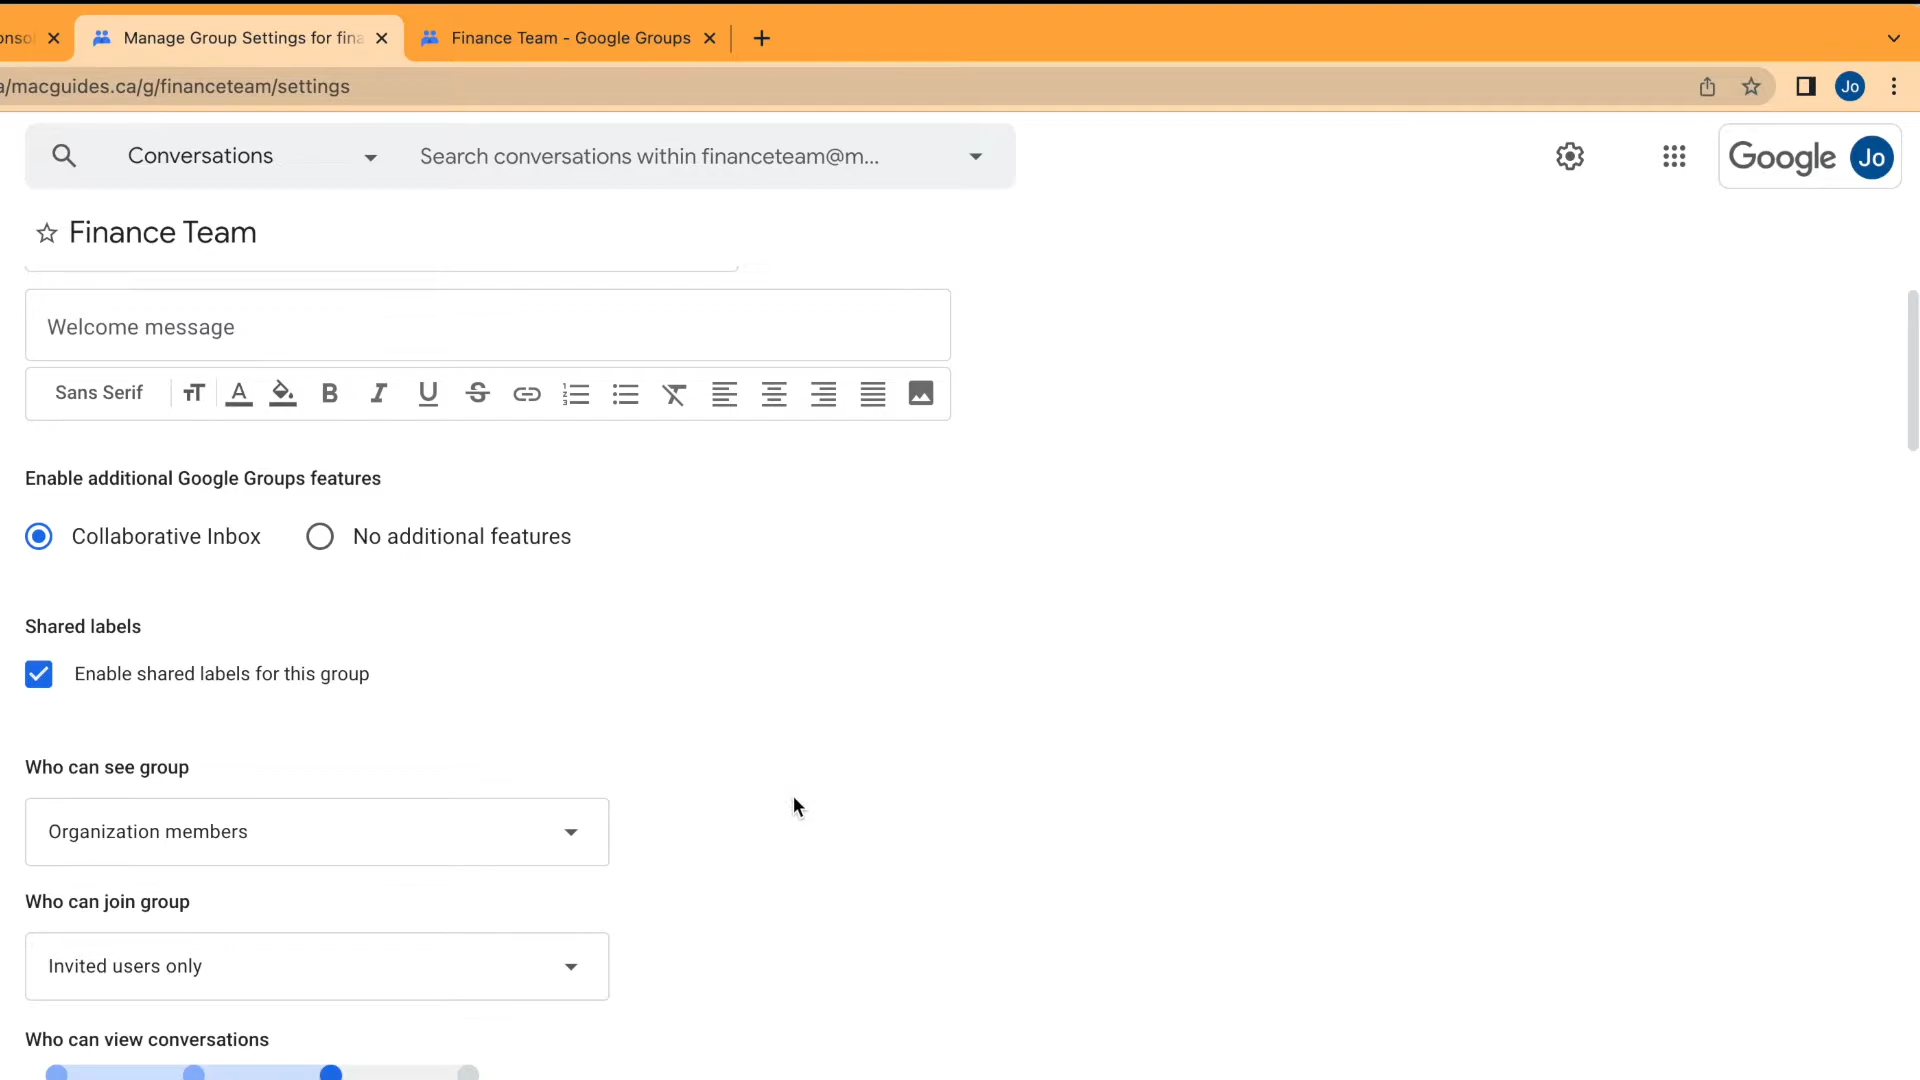 onso
Manage Group Settings for fina
Finance Team - Google Groups
a/macguides.ca/g/financeteam/settings
Jo
Conversations
Search conversations within financeteam@m...
Google
Jo
Finance Team
Welcome message
Sans Serif
Enable additional Google Groups features
Collaborative Inbox
No additional features
Shared labels
Enable shared labels for this group
Who can see group
Organization members
Who can join group
Invited users only
Who can view conversations